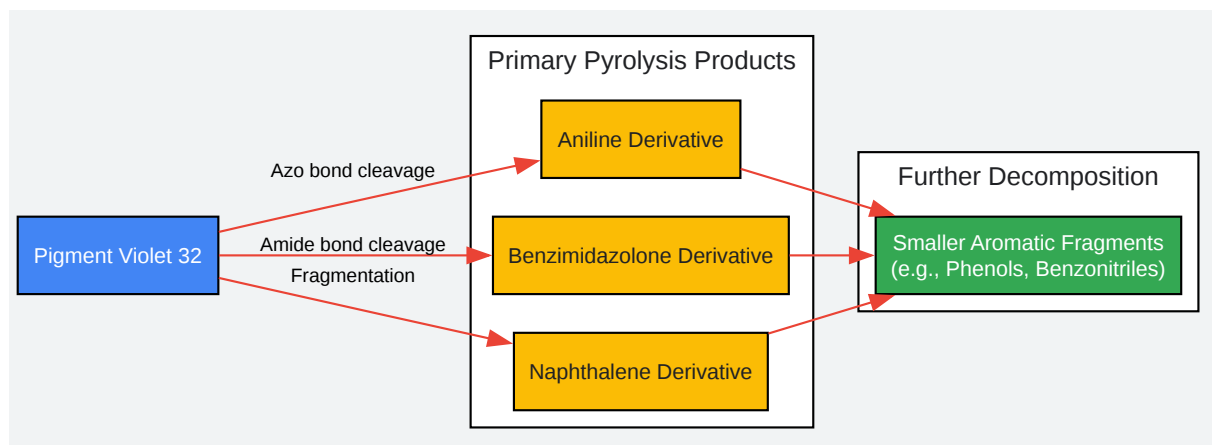 Primary Pyrolysis Products
Aniline Derivative
Azo bond cleavage
Further Decomposition
Pigment Violet 32
Amide bond cleavage
Fragmentation
Benzimidazolone Derivative
Smaller Aromatic Fragments
(e.g., Phenols, Benzonitriles)
Naphthalene Derivative